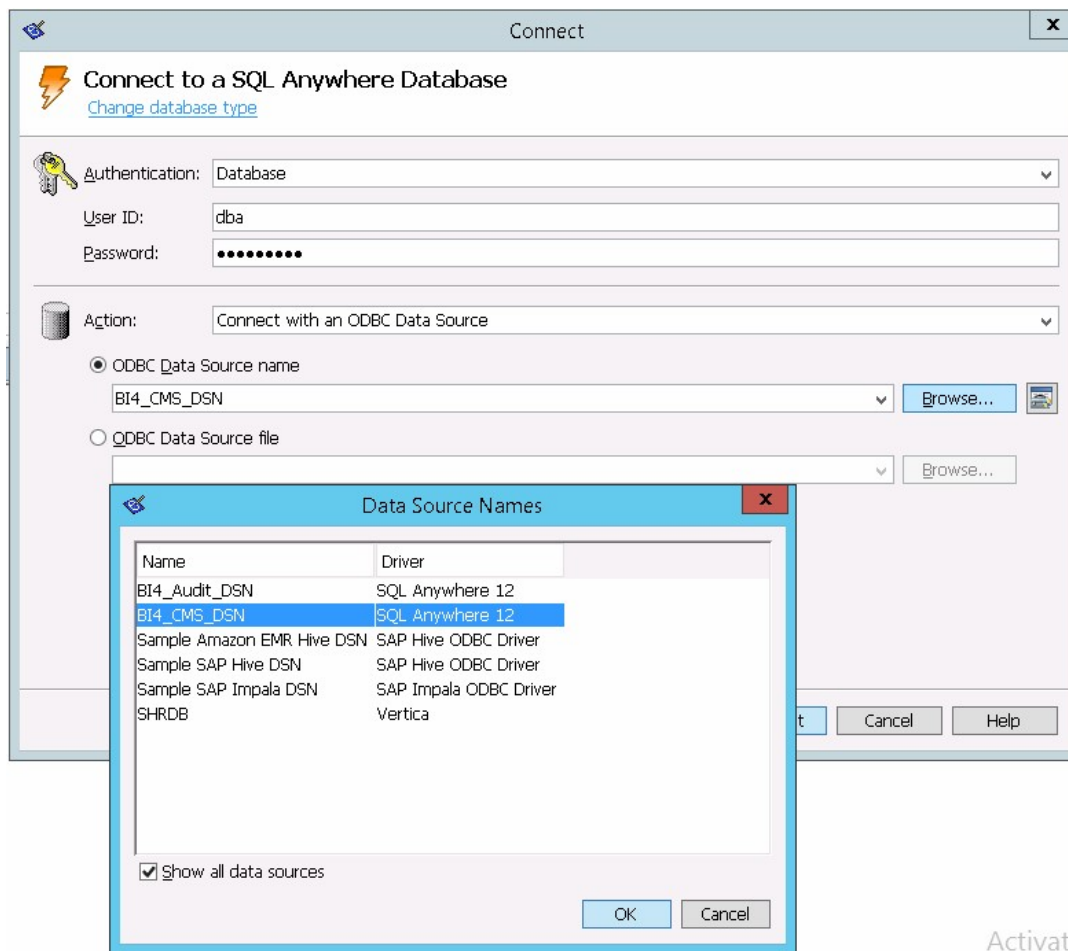 Connect
x
Connect to a SQL Anywhere Database
Change database type
Authentication: Database
User ID: dba
Password: •••••••••
Action: Connect with an ODBC Data Source
ODBC Data Source name
BI4_CMS_DSN Browse...
ODBC Data Source file
Browse...
Data Source Names
x
Name Driver
BI4_Audit_DSN SQL Anywhere 12
BI4_CMS_DSN SQL Anywhere 12
Sample Amazon EMR Hive DSN SAP Hive ODBC Driver
Sample SAP Hive DSN SAP Hive ODBC Driver
Sample SAP Impala DSN SAP Impala ODBC Driver
SHRDB Vertica
t Cancel Help
Show all data sources
OK Cancel
Activat